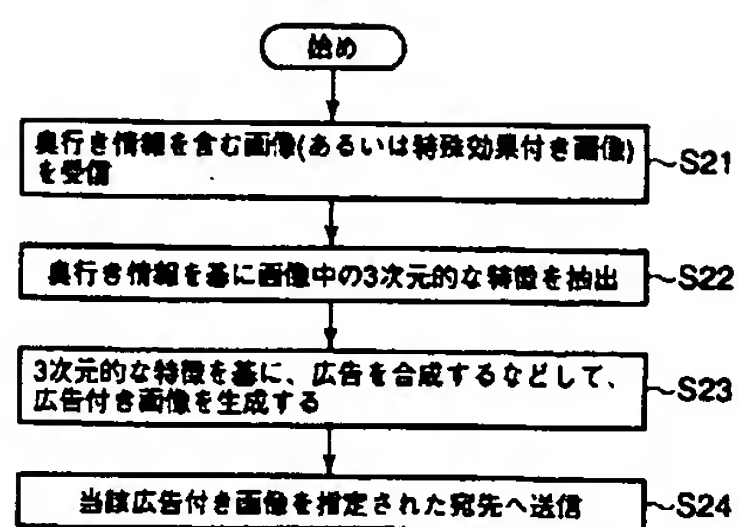 始め
奥行き情報を含む画像(あるいは特殊効果付き画像)
を受信
~S21
奥行き情報を基に画像中の3次元的な特徴を抽出
~S22
3次元的な特徴を基に、広告を合成するなどして、
広告付き画像を生成する
~S23
当該広告付き画像を指定された宛先へ送信
~S24